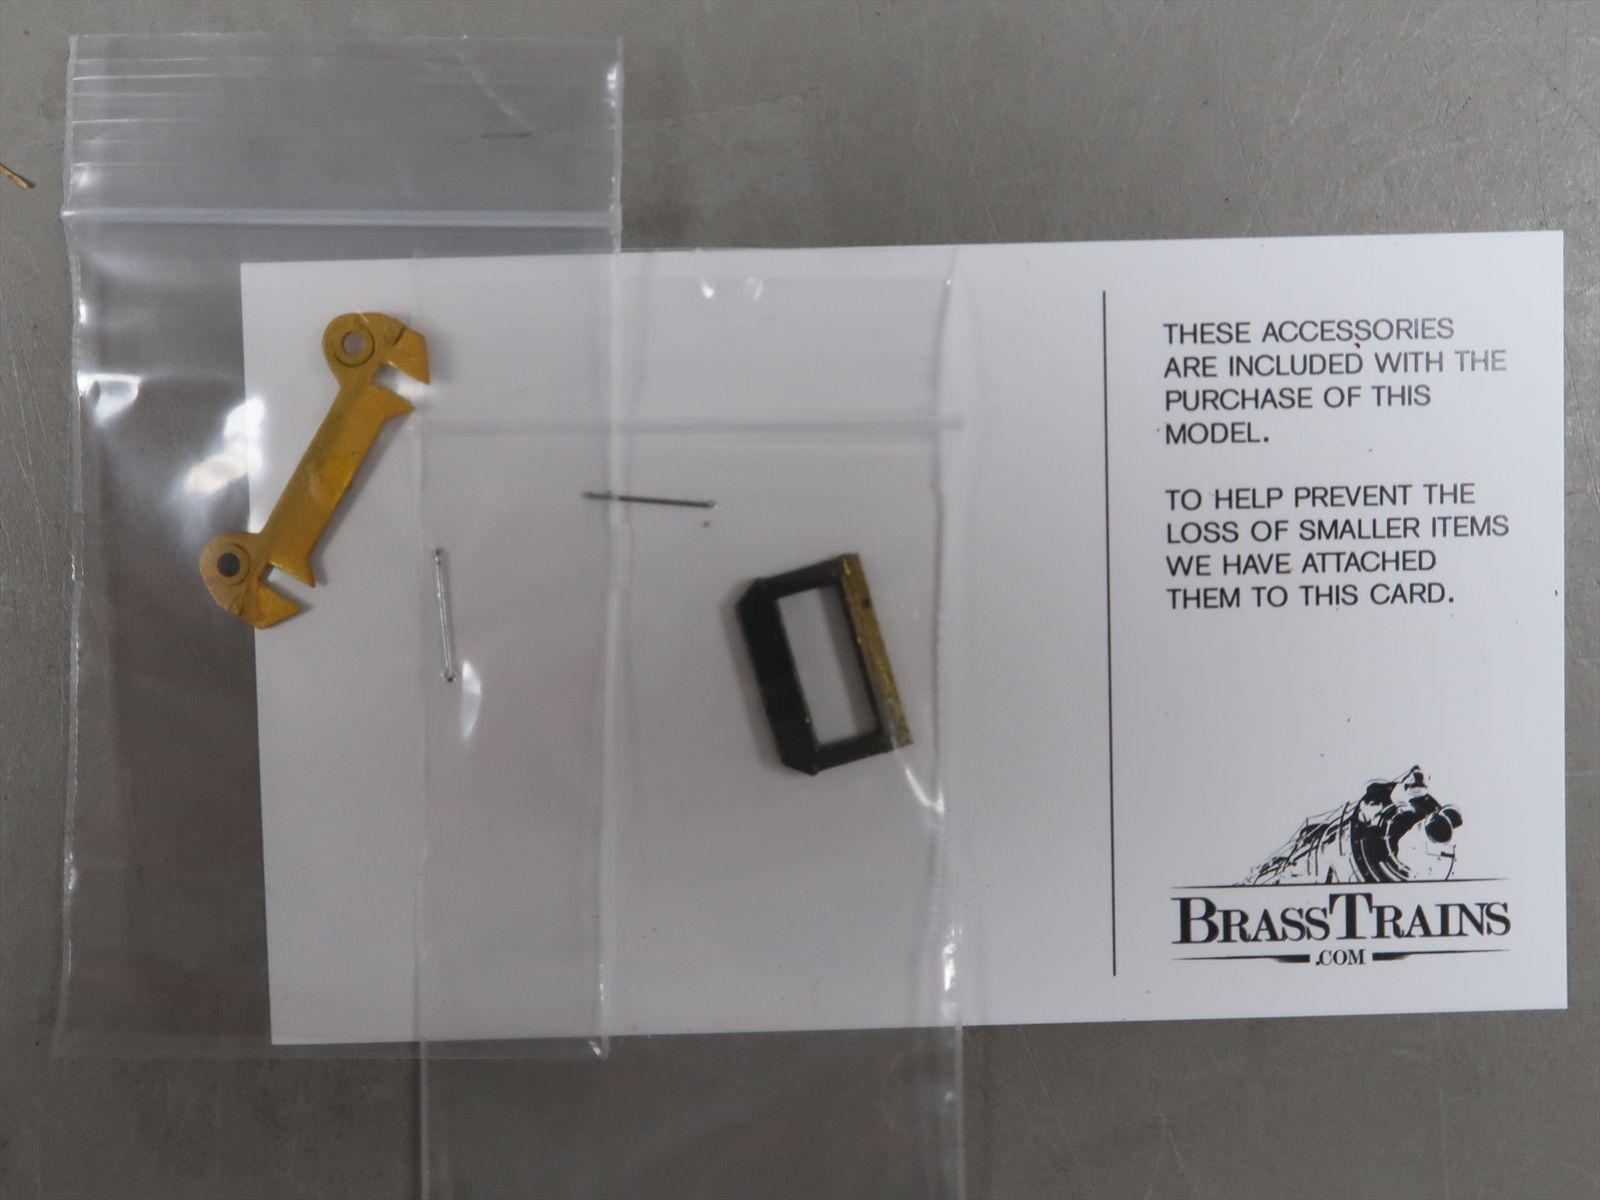 THESE ACCESSORIES
ARE INCLUDED WITH THE
PURCHASE OF THIS
MODEL.
TO HELP PREVENT THE
LOSS OF SMALLER ITEMS
WE HAVE ATTACHED
THEM TO THIS CARD.
BRASSTRAINS
.COM